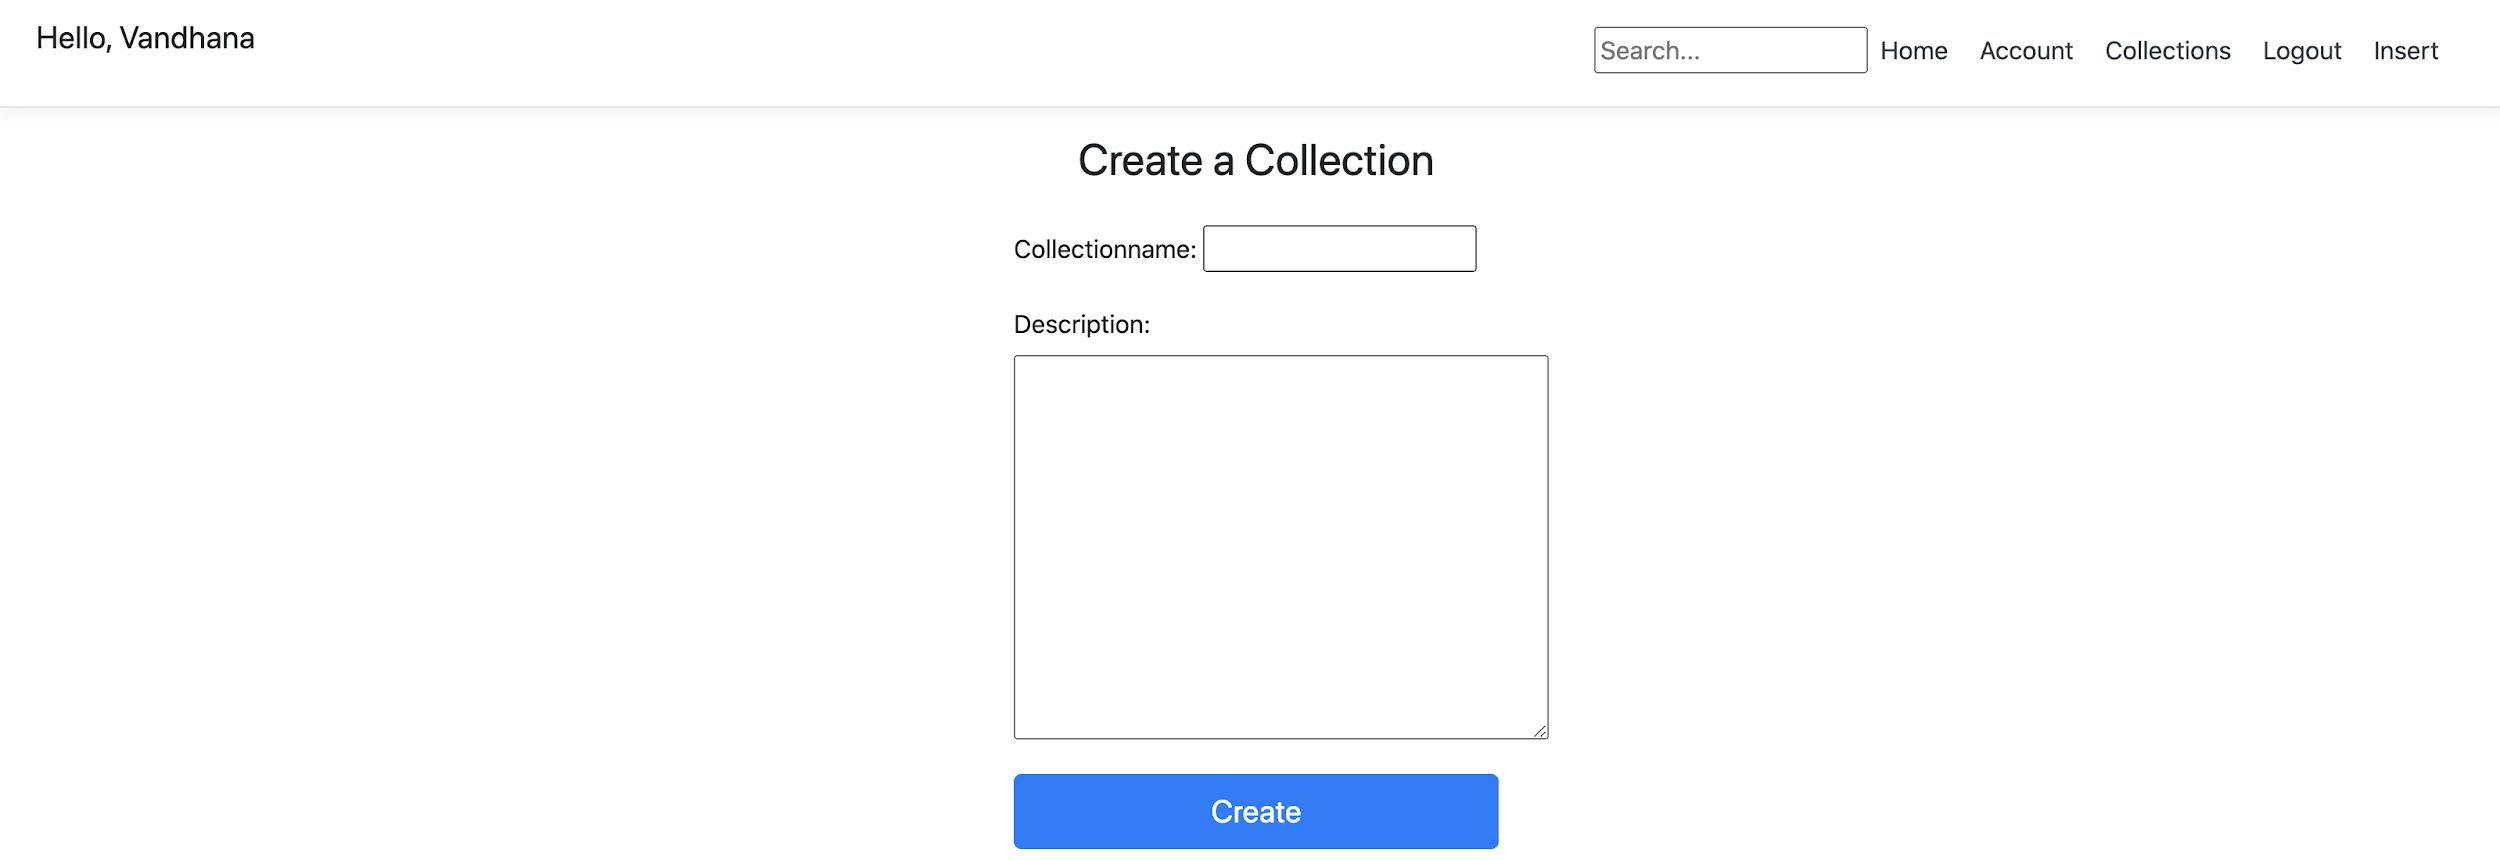 Hello, Vandhana
Search... Home Account Collections Logout Insert
Create a Collection
Collectionname:
Description:
Create